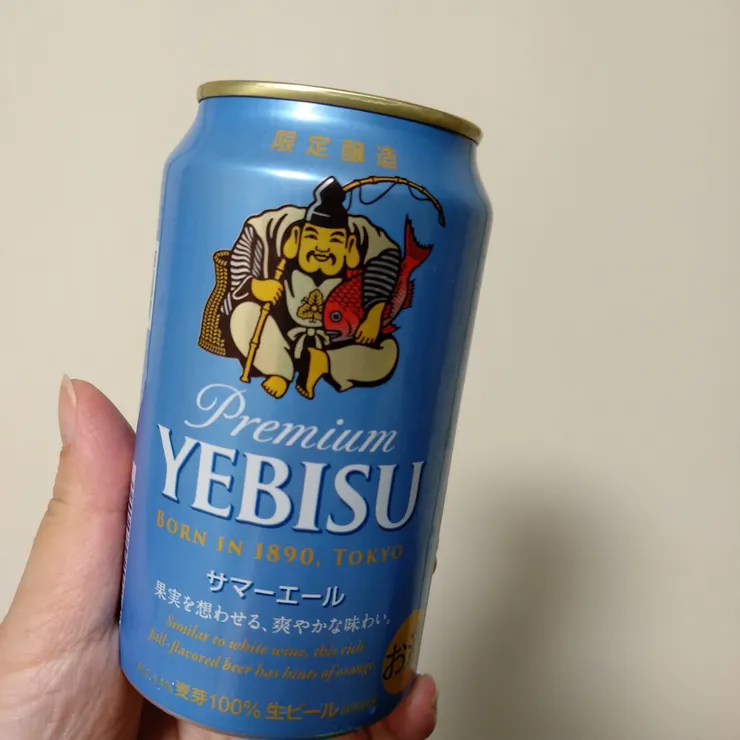 限定醸造
Premium
YEBISU
BORN IN 1890, TOKYO
サマーエール
果実を想わせる、爽やかな味わい。
Similar to white wine, this rich
full-flavored beer has hints of orange.
お
麦芽100% 生ビール